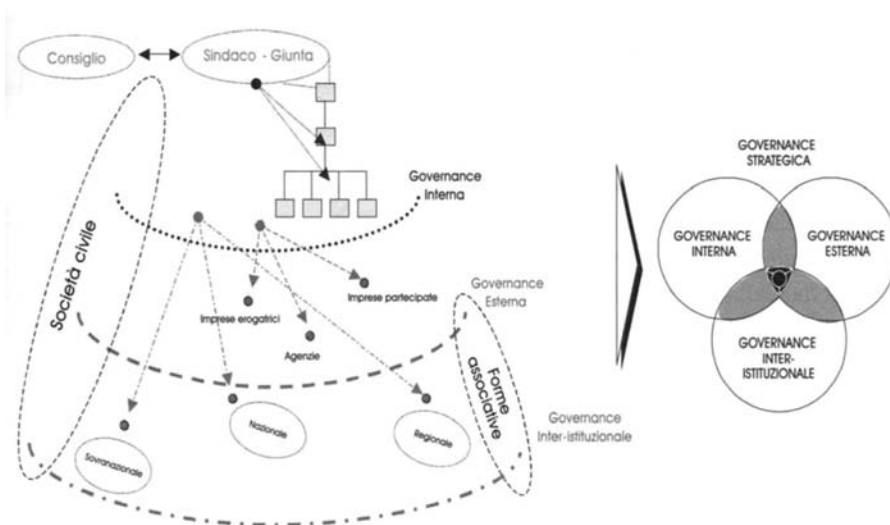 Consiglio
Sindaco - Giunta
Governance
Interna
Società civile
Imprese partecipate
Governance
Esterna
Imprese erogatrici
Agenzie
Forme
associative
Nazionale
Regionale
Sovranazionale
Governance
Inter-istituzionale
GOVERNANCE
STRATEGICA
GOVERNANCE
INTERNA
GOVERNANCE
ESTERNA
GOVERNANCE
INTER-
ISTITUZIONALE